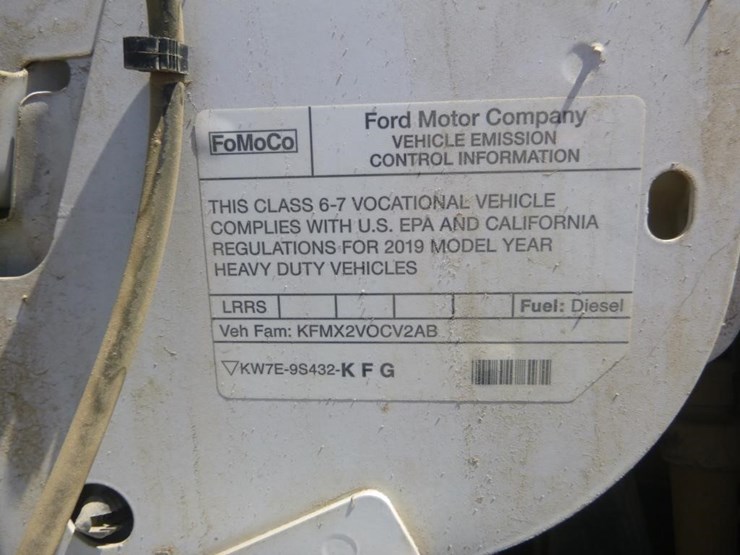 FoMoCo
Ford Motor Company
VEHICLE EMISSION
CONTROL INFORMATION
THIS CLASS 6-7 VOCATIONAL VEHICLE
COMPLIES WITH U.S. EPA AND CALIFORNIA
REGULATIONS FOR 2019 MODEL YEAR
HEAVY DUTY VEHICLES
LRRS Fuel: Diesel
Veh Fam: KFMX2VOCV2AB
▽KW7E-9S432-K F G